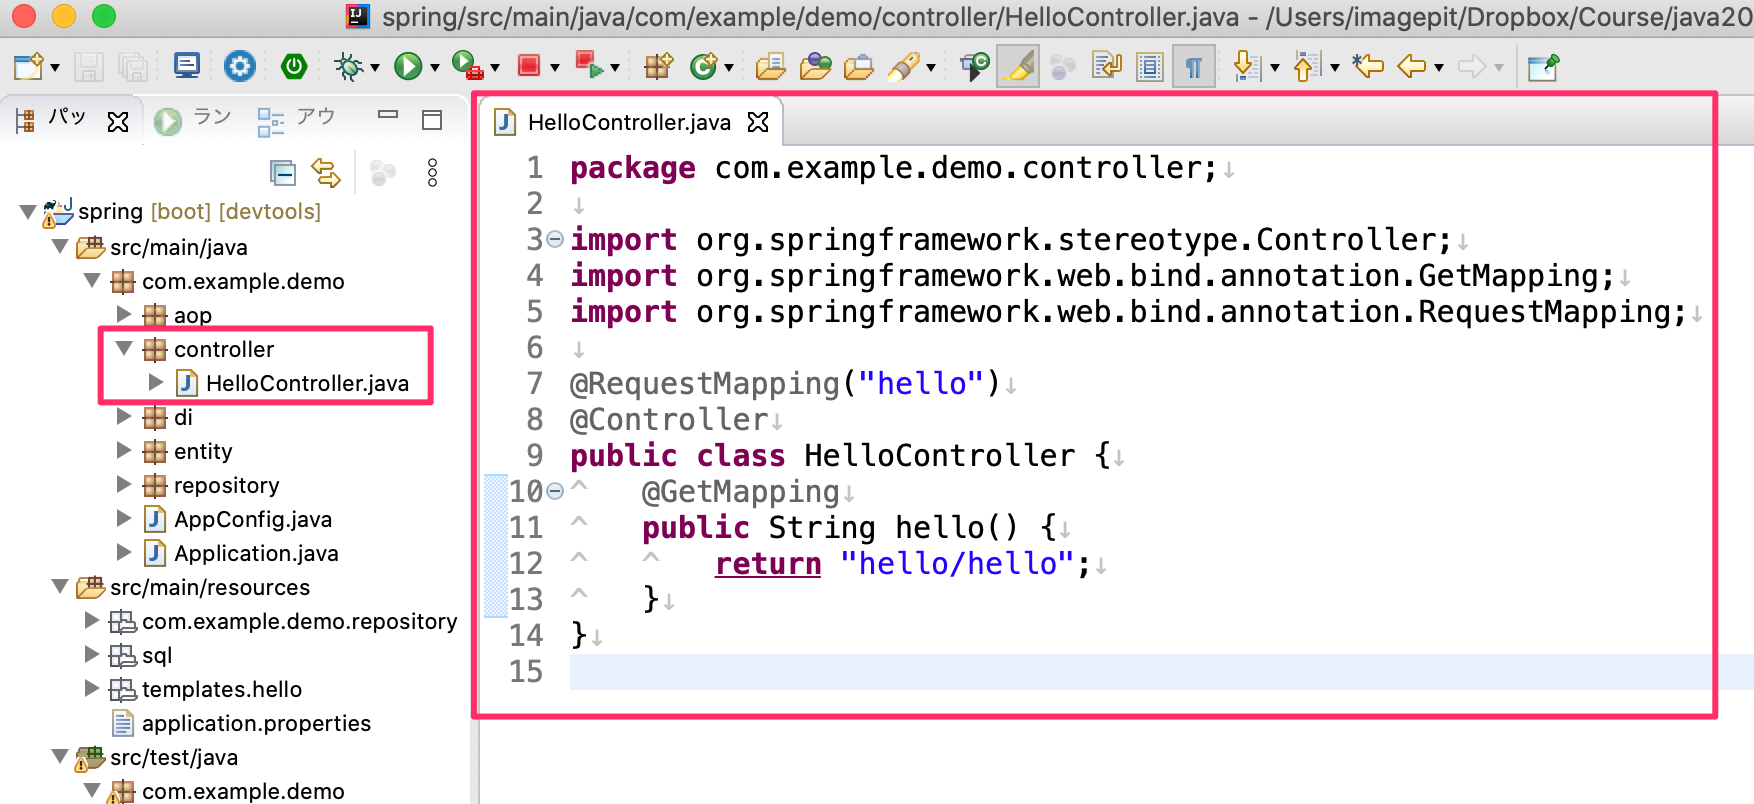 spring/src/main/java/com/example/demo/controller/HelloController.java - /Users/imagepit/Dropbox/Course/java20
パッ
ラン
アウ
spring [boot] [devtools]
src/main/java
com.example.demo
aop
controller
HelloController.java
di
entity
repository
AppConfig.java
Application.java
src/main/resources
com.example.demo.repository
sql
templates.hello
application.properties
src/test/java
com.example.demo
HelloController.java
1 package com.example.demo.controller;↓
2 ↓
3 import org.springframework.stereotype.Controller;↓
4 import org.springframework.web.bind.annotation.GetMapping;↓
5 import org.springframework.web.bind.annotation.RequestMapping;↓
6 ↓
7 @RequestMapping("hello")↓
8 @Controller↓
9 public class HelloController {↓
10 ^ @GetMapping↓
11 ^ public String hello() {↓
12 ^ ^ return "hello/hello";↓
13 ^ }↓
14 }↓
15